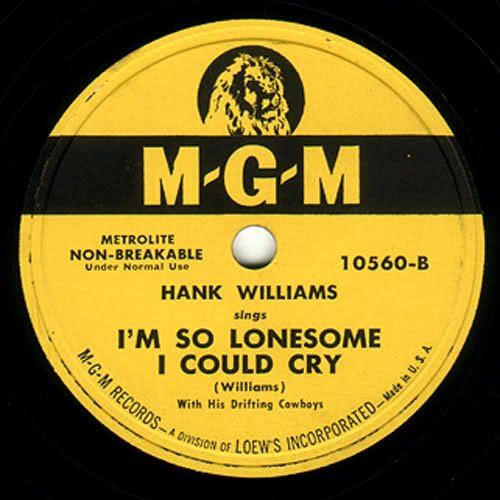 M-G-M
METROLITE
NON-BREAKABLE
Under Normal Use
10560-B
HANK WILLIAMS
sings
I'M SO LONESOME
I COULD CRY
(Williams)
With His Drifting Cowboys
M-G-M RECORDS—A DIVISION OF LOEW'S INCORPORATED.—Made in U. S. A.